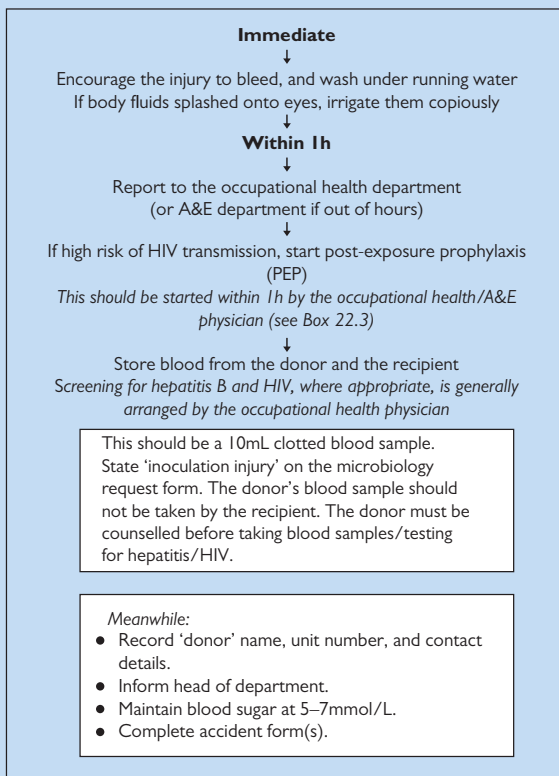 Immediate
↓
Encourage the injury to bleed, and wash under running water
If body fluids splashed onto eyes, irrigate them copiously
↓
Within 1h
↓
Report to the occupational health department
(or A&E department if out of hours)
↓
If high risk of HIV transmission, start post-exposure prophylaxis
(PEP)
This should be started within 1h by the occupational health/A&E
physician (see Box 22.3)
↓
Store blood from the donor and the recipient
Screening for hepatitis B and HIV, where appropriate, is generally
arranged by the occupational health physician
This should be a 10mL clotted blood sample.
State ‘inoculation injury’ on the microbiology
request form. The donor’s blood sample should
not be taken by the recipient. The donor must be
counselled before taking blood samples/testing
for hepatitis/HIV.
Meanwhile:
● Record ‘donor’ name, unit number, and contact
details.
● Inform head of department.
● Maintain blood sugar at 5–7mmol/L.
● Complete accident form(s).